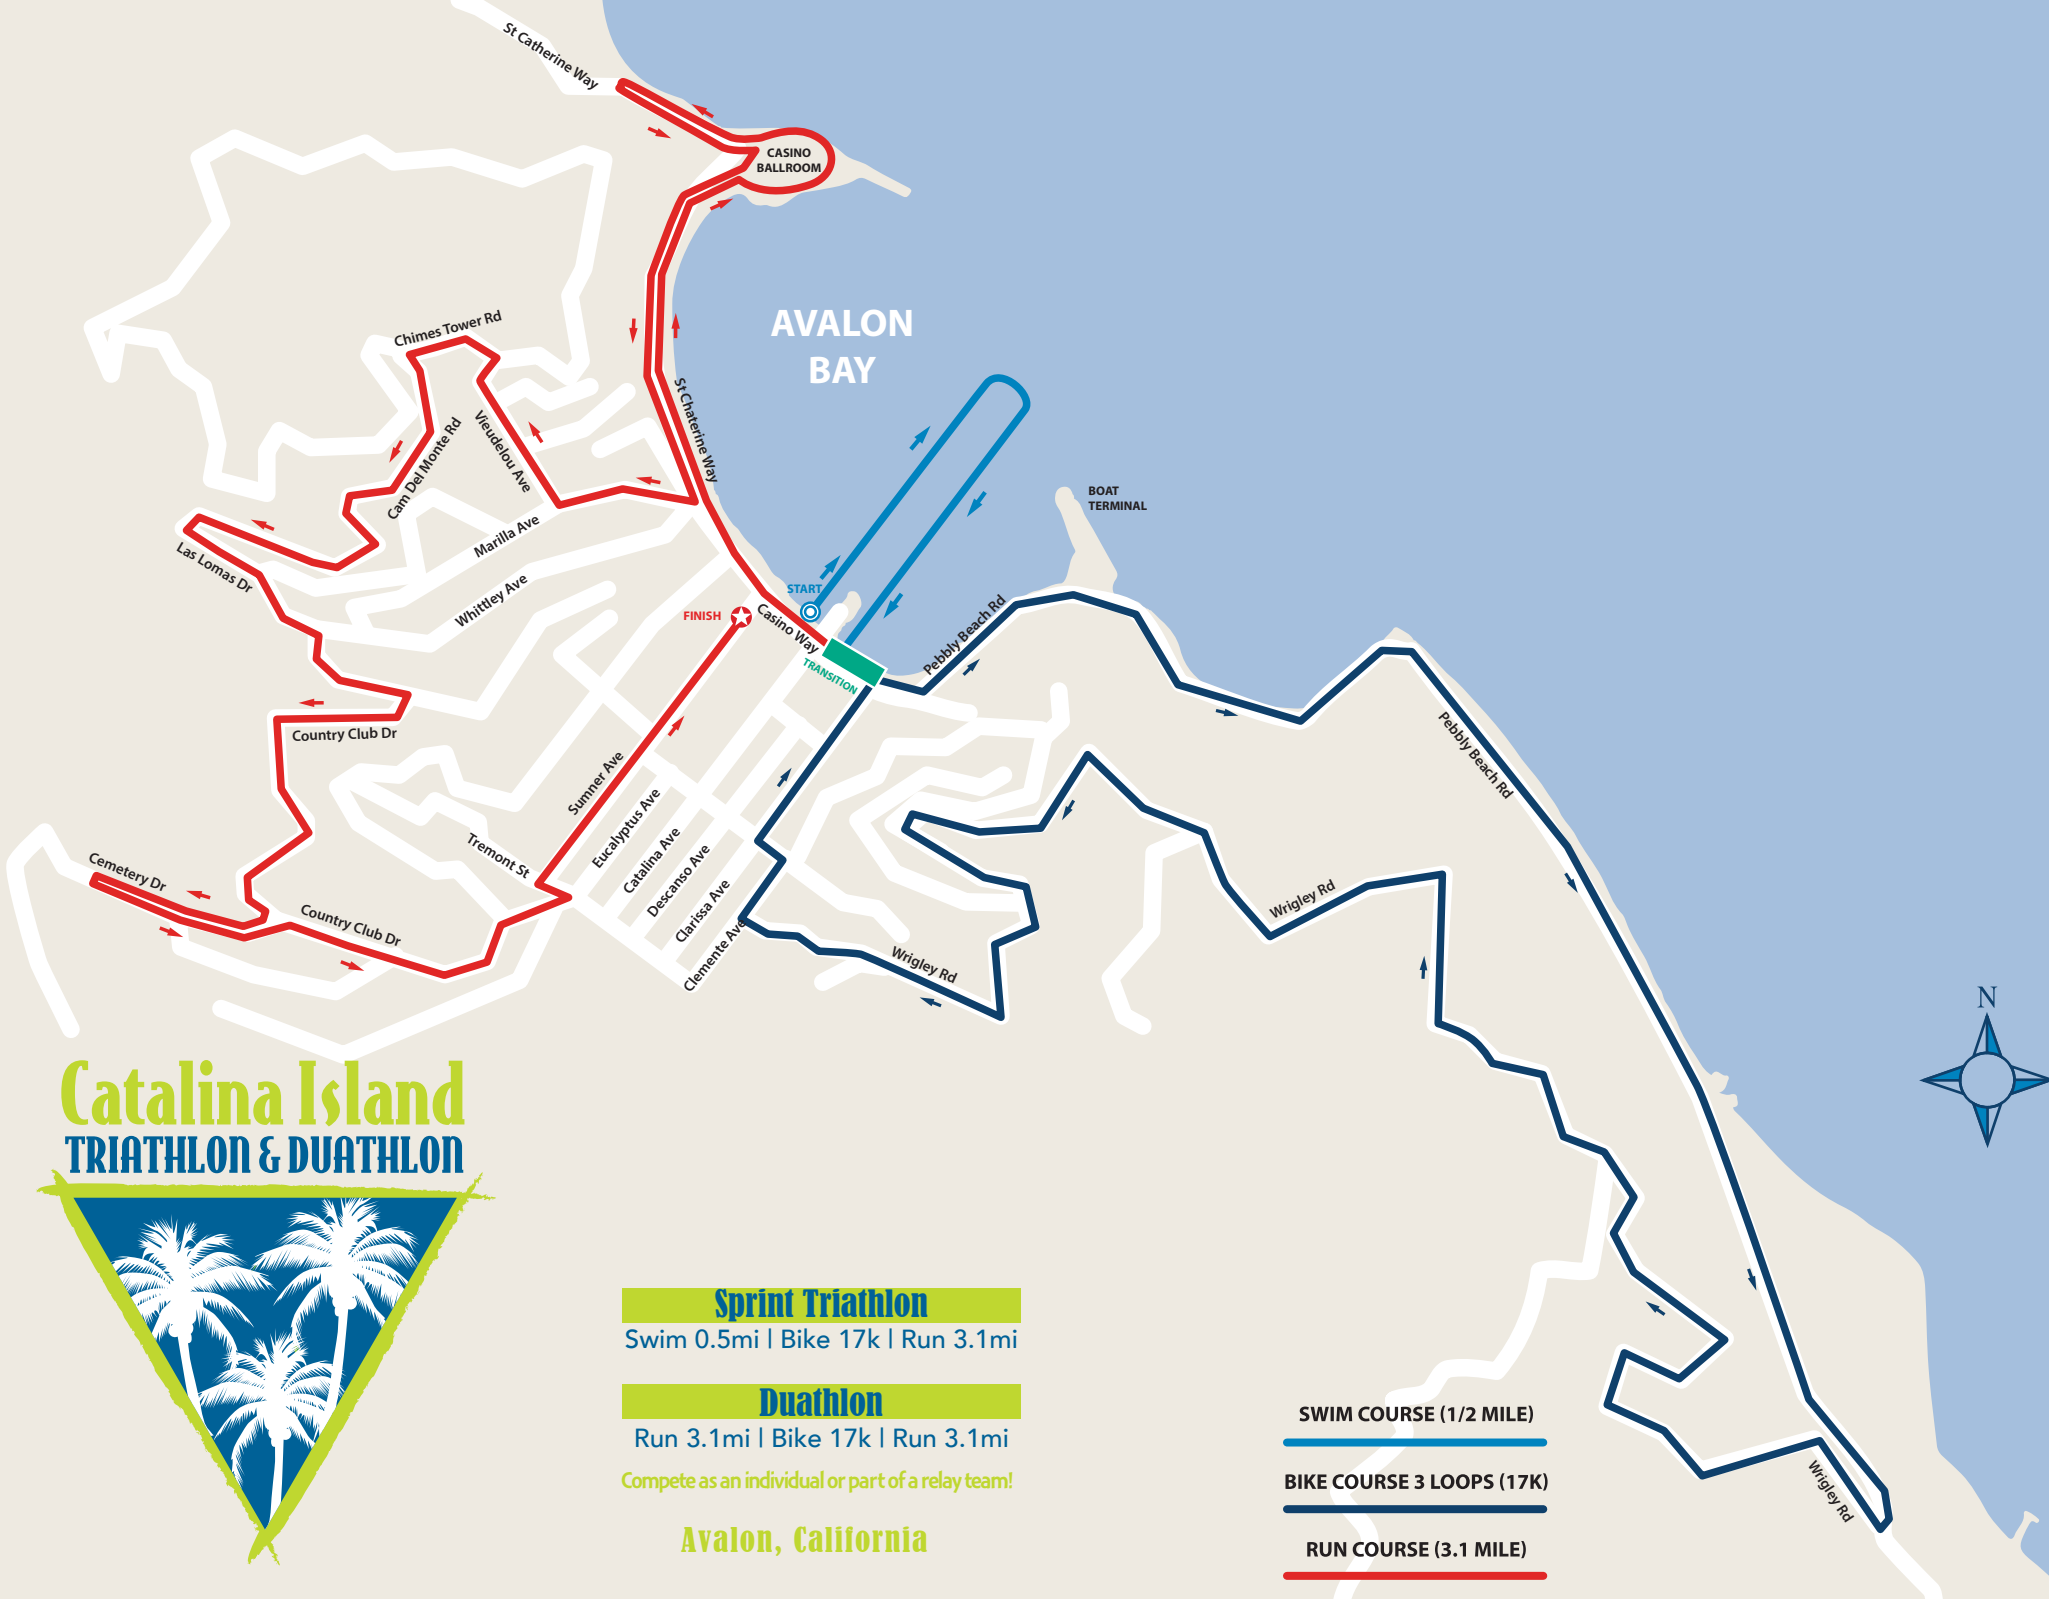 St Catherine Way
CASINO
BALLROOM
AVALON
BAY
Chimes Tower Rd
St Chaterine Way
Vieudelou Ave
Cam Del Monte Rd
BOAT
TERMINAL
Marilla Ave
Las Lomas Dr
Whittley Ave
START
FINISH
Casino Way
TRANSITION
Pebbly Beach Rd
Country Club Dr
Pebbly Beach Rd
Sumner Ave
Eucalyptus Ave
Catalina Ave
Descanso Ave
Clarissa Ave
Clemente Ave
Tremont St
Cemetery Dr
Country Club Dr
Wrigley Rd
Wrigley Rd
N
Catalina Island
TRIATHLON & DUATHLON
Sprint Triathlon
Swim 0.5mi | Bike 17k | Run 3.1mi
Duathlon
Run 3.1mi | Bike 17k | Run 3.1mi
Compete as an individual or part of a relay team!
Avalon, California
SWIM COURSE (1/2 MILE)
BIKE COURSE 3 LOOPS (17K)
RUN COURSE (3.1 MILE)
Wrigley Rd